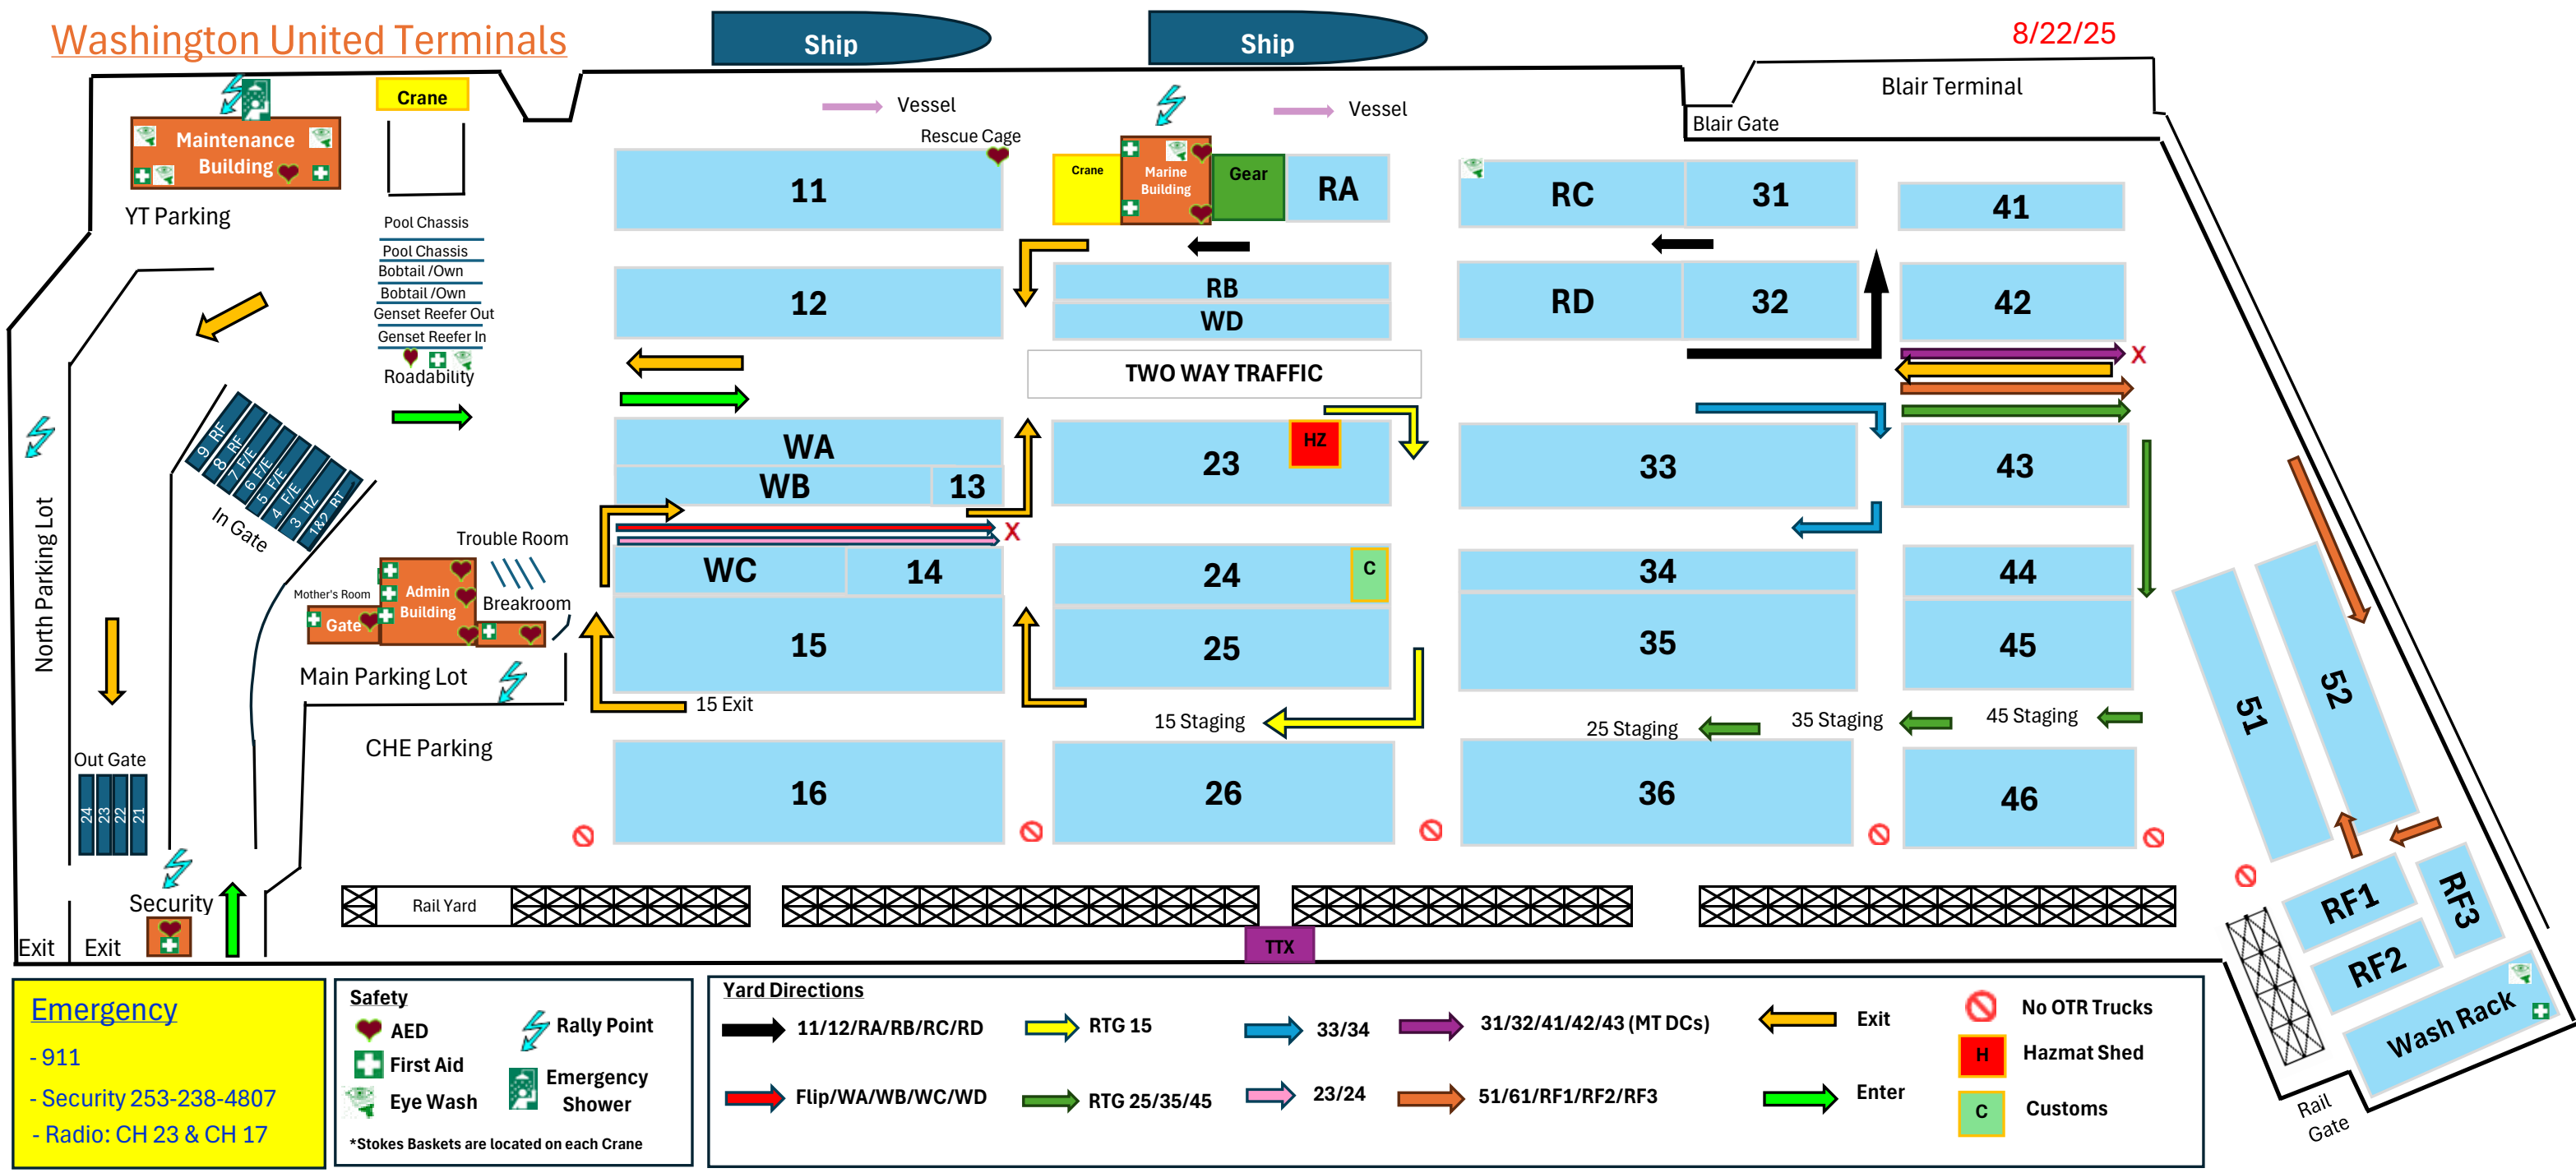 Washington United Terminals
Ship
Ship
8/22/25
Blair Terminal
Blair Gate
Crane
Vessel
Vessel
Rescue Cage
Maintenance
Building
YT Parking
Pool Chassis
Pool Chassis
Bobtail /Own
Bobtail /Own
Genset Reefer Out
Genset Reefer In
Roadability
11
Crane
Marine
Building
Gear
RA
RC
31
41
12
RB
WD
RD
32
42
TWO WAY TRAFFIC
X
WA
WB
13
23
HZ
33
43
X
WC
14
24
C
34
44
15
25
35
45
15 Exit
15 Staging
25 Staging
35 Staging
45 Staging
16
26
36
46
51
52
RF1
RF2
RF3
Wash Rack
Rail
Gate
North Parking Lot
9 RF
8 RF
7 F/E
6 F/E
5 F/E
4 F/E
3 HZ
1&2 RT
In Gate
Trouble Room
Mother's Room
Admin
Building
Gate
Breakroom
Main Parking Lot
CHE Parking
Out Gate
24
23
22
21
Security
Exit
Exit
Rail Yard
TTX
Emergency
- 911
- Security 253-238-4807
- Radio: CH 23 & CH 17
Safety
AED
First Aid
Eye Wash
Rally Point
Emergency
Shower
*Stokes Baskets are located on each Crane
Yard Directions
11/12/RA/RB/RC/RD
RTG 15
33/34
31/32/41/42/43 (MT DCs)
Exit
No OTR Trucks
H
Hazmat Shed
Flip/WA/WB/WC/WD
RTG 25/35/45
23/24
51/61/RF1/RF2/RF3
Enter
C
Customs